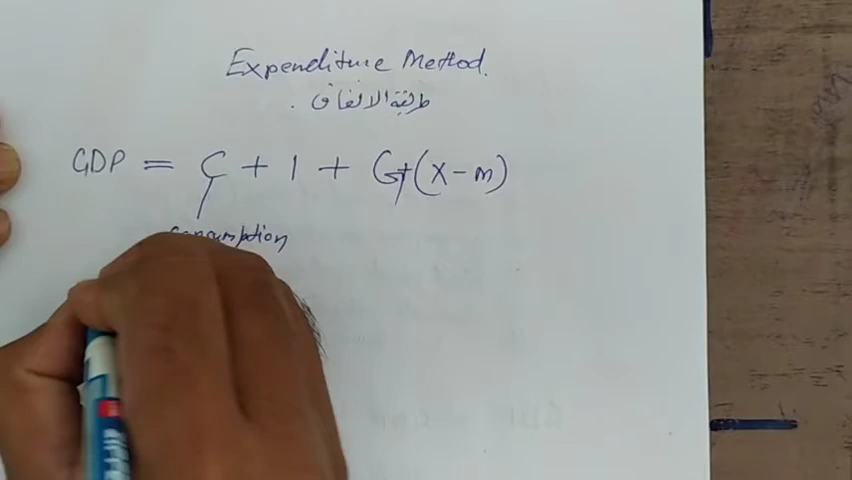 Expenditure Method.
طريقة الانفاق.
GDP = C + I + G+(X-m)
Consumption